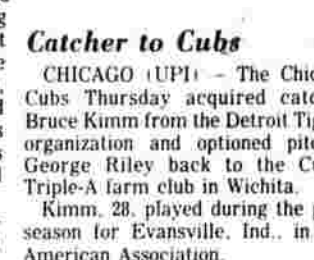 Catcher to Cubs
CHICAGO (UPI) – The Chic
Cubs Thursday acquired catc
Bruce Kimm from the Detroit Tig
organization and optioned pitc
George Riley back to the Cu
Triple-A farm club in Wichita.
Kimm, 28, played during the p
season for Evansville, Ind., in
American Association.